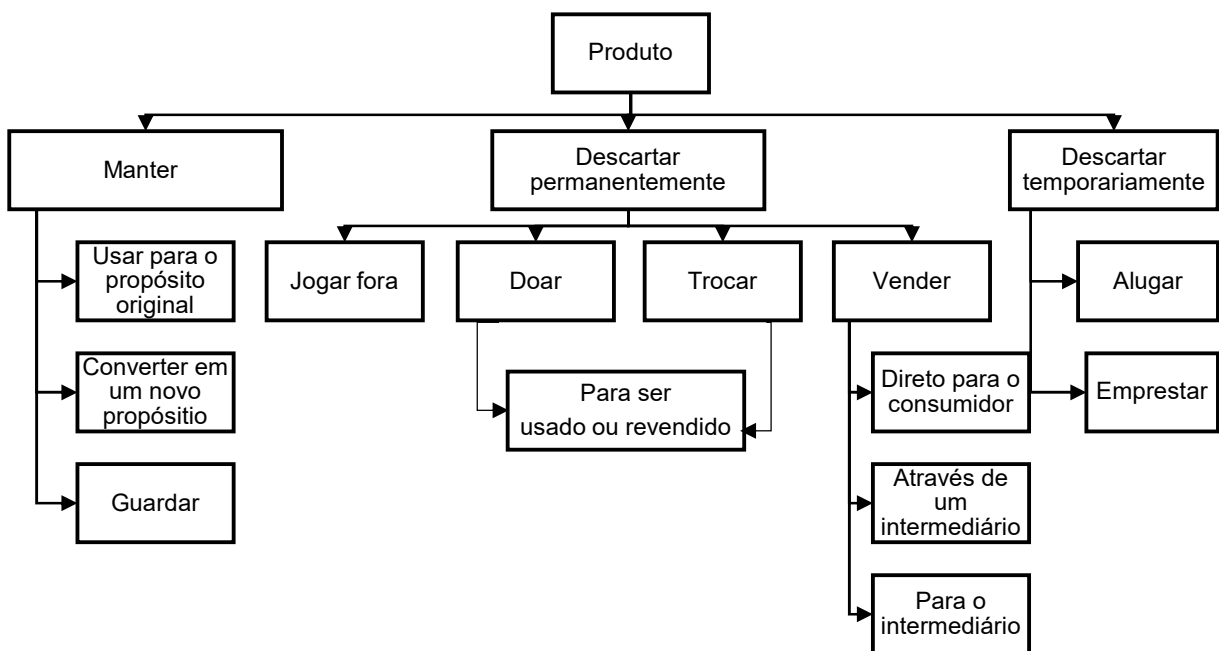 Produto
Manter
Descartar
permanentemente
Descartar
temporariamente
Usar para o
propósito
original
Converter em
um novo
propósitio
Guardar
Jogar fora
Doar
Trocar
Vender
Para ser
usado ou revendido
Direto para o
consumidor
Através de
um
intermediário
Para o
intermediário
Alugar
Emprestar